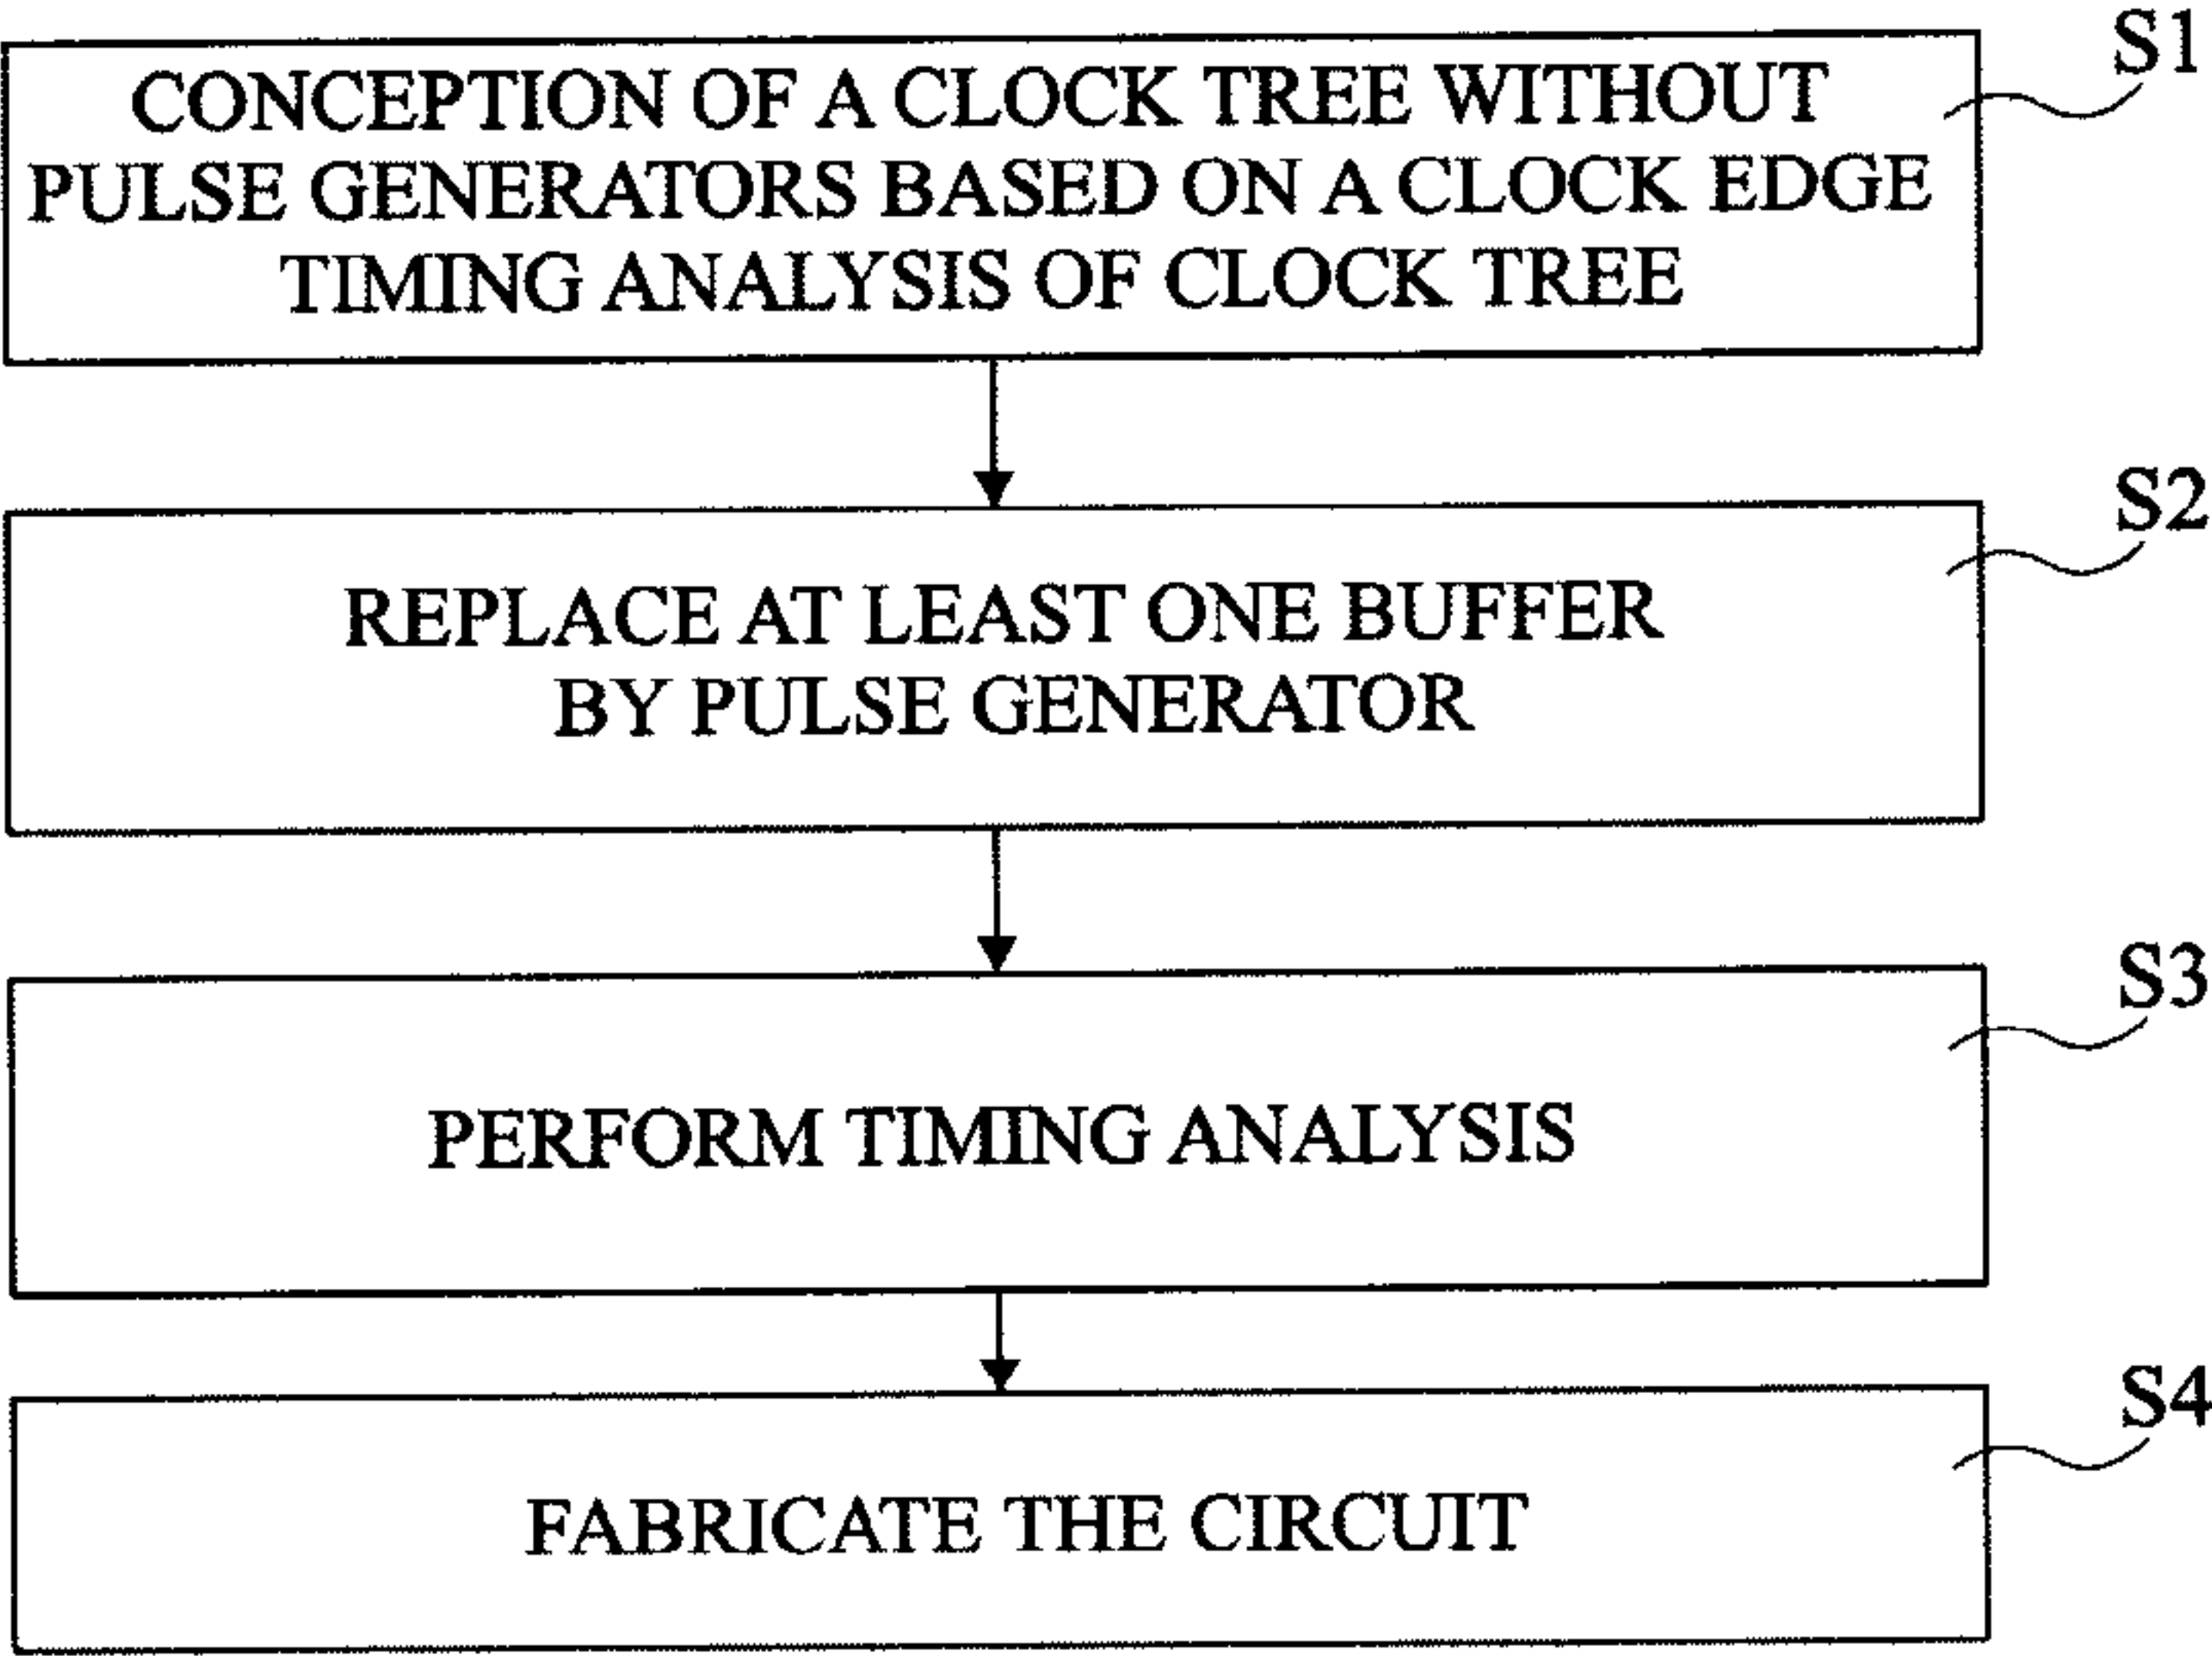 S1
CONCEPTION OF A CLOCK TREE WITHOUT
PULSE GENERATORS BASED ON A CLOCK EDGE
TIMING ANALYSIS OF CLOCK TREE
S2
REPLACE AT LEAST ONE BUFFER
BY PULSE GENERATOR
S3
PERFORM TIMING ANALYSIS
S4
FABRICATE THE CIRCUIT